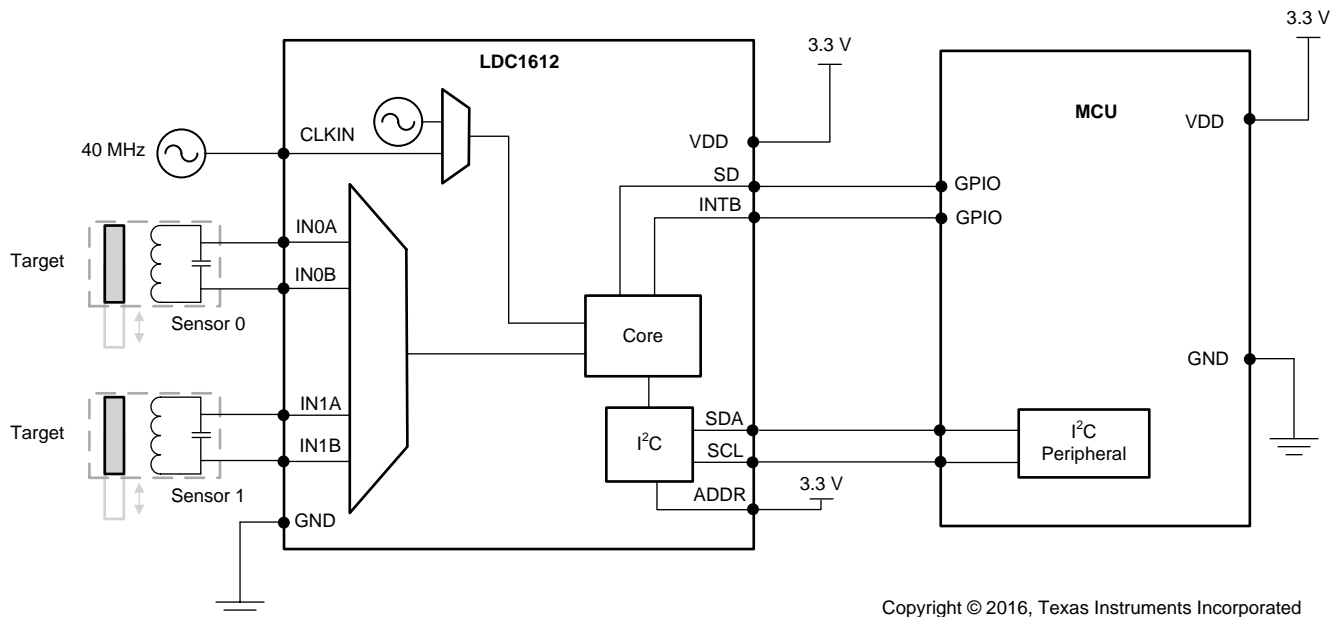 LDC1612
3.3 V
3.3 V
MCU
40 MHz
CLKIN
VDD
VDD
SD
GPIO
INTB
GPIO
Target
IN0A
IN0B
Sensor 0
Core
GND
Target
IN1A
IN1B
Sensor 1
I²C
SDA
SCL
I²C
Peripheral
ADDR
3.3 V
GND
Copyright © 2016, Texas Instruments Incorporated